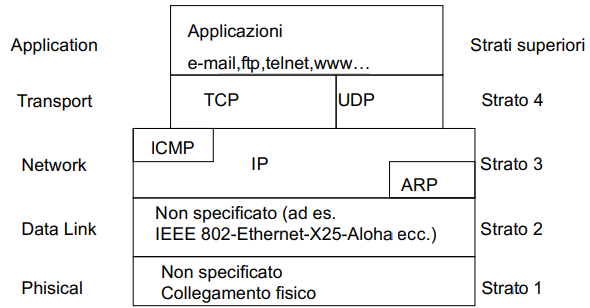 Application
Applicazioni
e-mail,ftp,telnet,www...
Strati superiori
Transport
TCP
UDP
Strato 4
Network
ICMP
IP
ARP
Strato 3
Data Link
Non specificato (ad es.
IEEE 802-Ethernet-X25-Aloha ecc.)
Strato 2
Phisical
Non specificato
Collegamento fisico
Strato 1